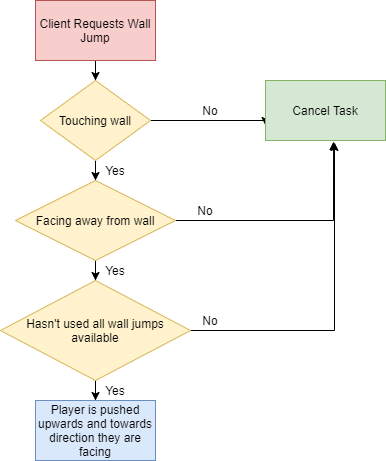 Client Requests Wall
Jump
Touching wall
No
Cancel Task
Yes
Facing away from wall
No
Yes
Hasn't used all wall jumps
available
No
Yes
Player is pushed
upwards and towards
direction they are
facing